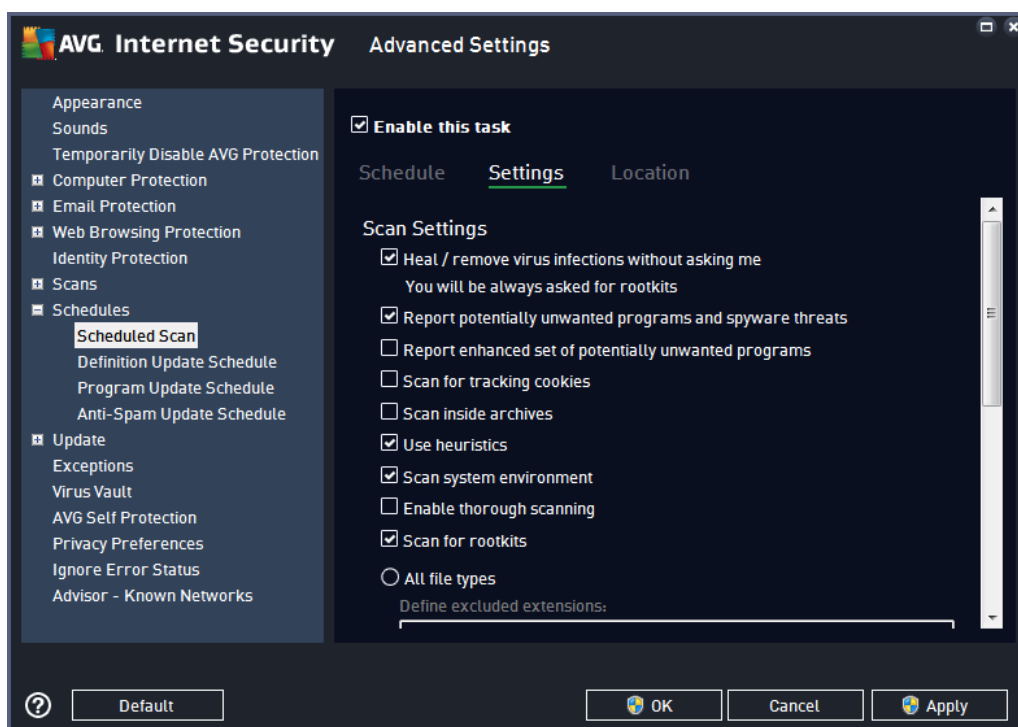 AVG. Internet Security Advanced Settings
Appearance
Sounds
Temporarily Disable AVG Protection
Computer Protection
Email Protection
Web Browsing Protection
Identity Protection
Scans
Schedules
Scheduled Scan
Definition Update Schedule
Program Update Schedule
Anti-Spam Update Schedule
Update
Exceptions
Virus Vault
AVG Self Protection
Privacy Preferences
Ignore Error Status
Advisor - Known Networks
Enable this task
Schedule Settings Location
Scan Settings
Heal / remove virus infections without asking me
You will be always asked for rootkits
Report potentially unwanted programs and spyware threats
Report enhanced set of potentially unwanted programs
Scan for tracking cookies
Scan inside archives
Use heuristics
Scan system environment
Enable thorough scanning
Scan for rootkits
All file types
Define excluded extensions:
? Default OK Cancel Apply